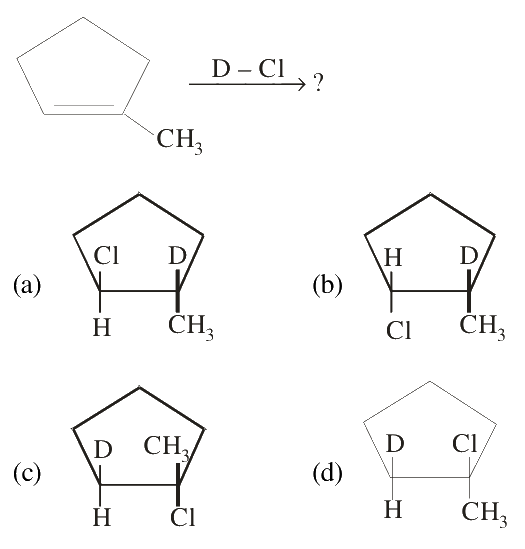 D – Cl
?
CH3
Cl D
(a)
H CH3
H D
(b)
Cl CH3
D CH3
(c)
H Cl
D Cl
(d)
H CH3